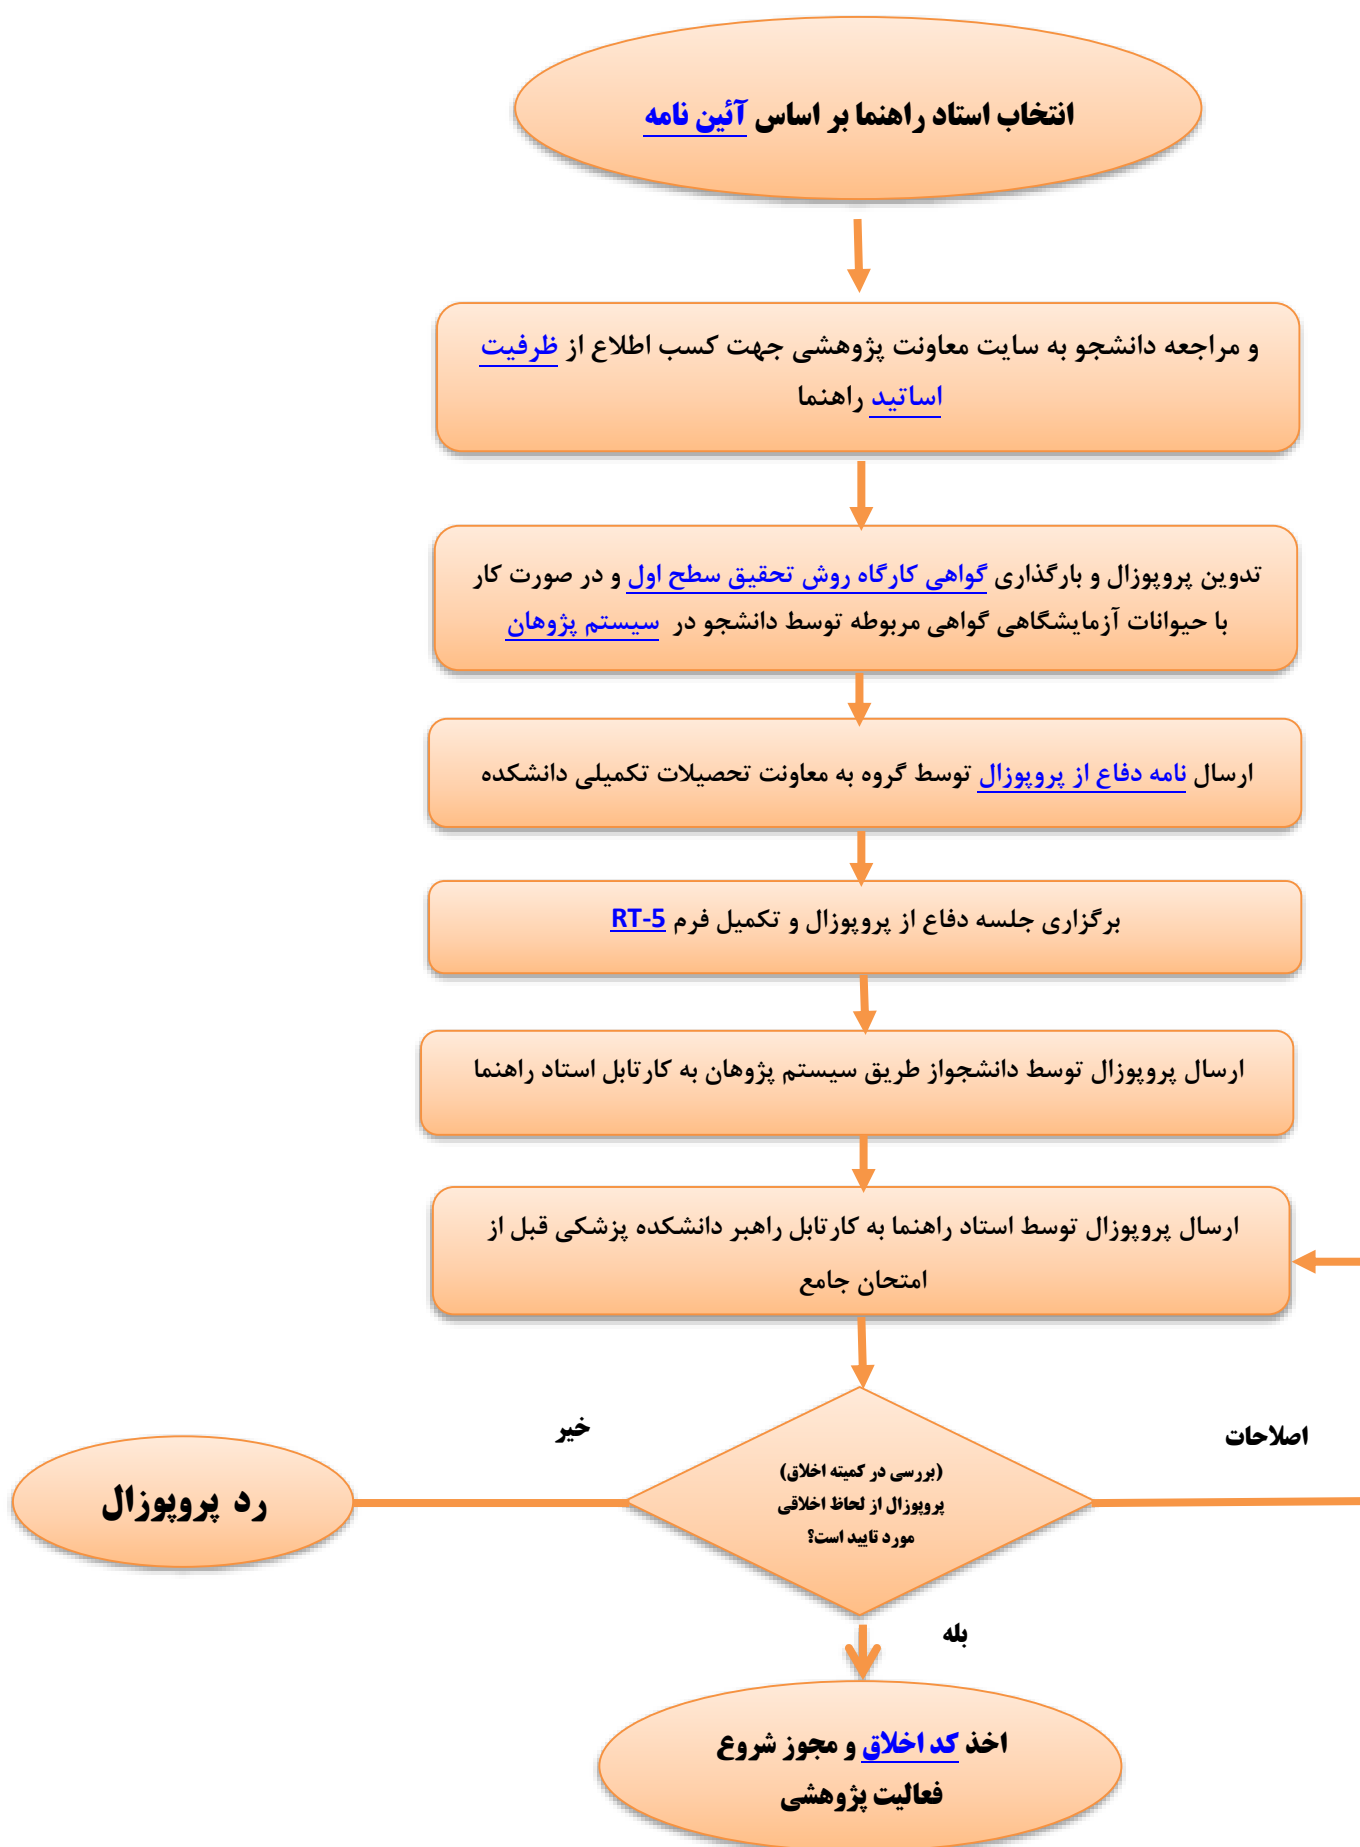 انتخاب استاد راهنما بر اساس آئین نامه
و مراجعه دانشجو به سایت معاونت پژوهشی جهت کسب اطلاع از ظرفیت
اساتید راهنما
تدوین پروپوزال و بارگذاری گواهی کارگاه روش تحقیق سطح اول و در صورت کار
با حیوانات آزمایشگاهی گواهی مربوطه توسط دانشجو در سیستم پژوهان
ارسال نامه دفاع از پروپوزال توسط گروه به معاونت تحصیلات تکمیلی دانشکده
برگزاری جلسه دفاع از پروپوزال و تکمیل فرم RT-5
ارسال پروپوزال توسط دانشجواز طریق سیستم پژوهان به کارتابل استاد راهنما
ارسال پروپوزال توسط استاد راهنما به کارتابل راهبر دانشکده پزشکی قبل از
امتحان جامع
خیر
اصلاحات
(بررسی در کمیته اخلاق)
پروپوزال از لحاظ اخلاقی
مورد تایید است؟
رد پروپوزال
بله
اخذ کد اخلاق و مجوز شروع
فعالیت پژوهشی